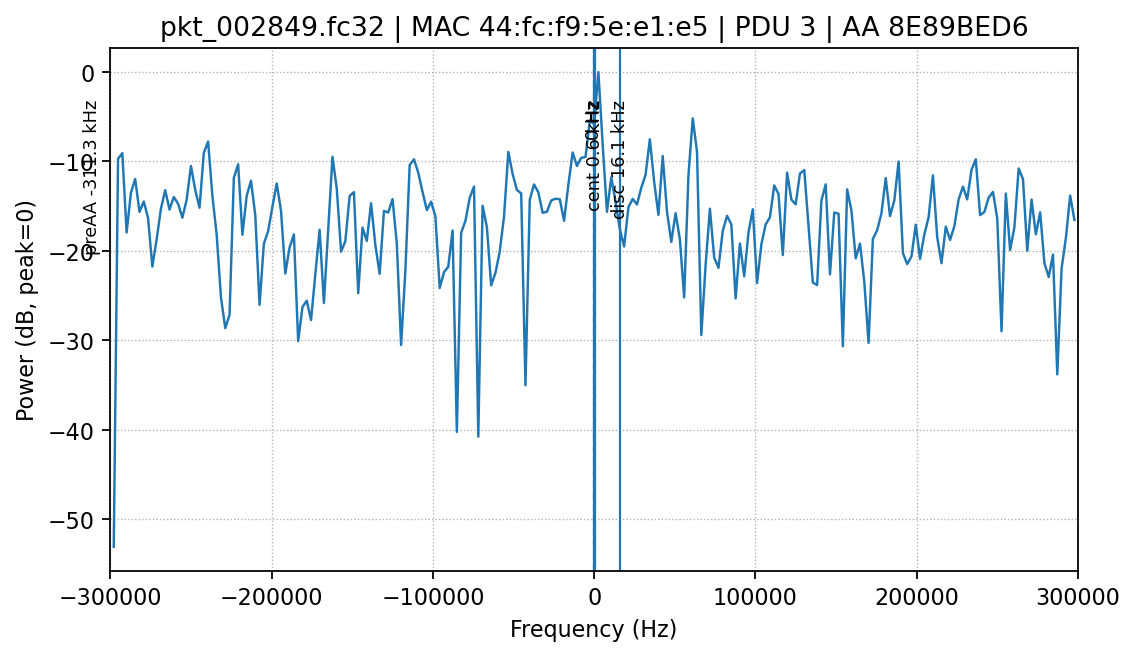 pkt_002849.fc32 | MAC 44:fc:f9:5e:e1:e5 | PDU 3 | AA 8E89BED6
Power (dB, peak=0)
0
−10
−20
−30
−40
−50
preAA -311.3 kHz
cent 0.6 kHz
disc 16.1 kHz
−300000
−200000
−100000
0
100000
200000
300000
Frequency (Hz)